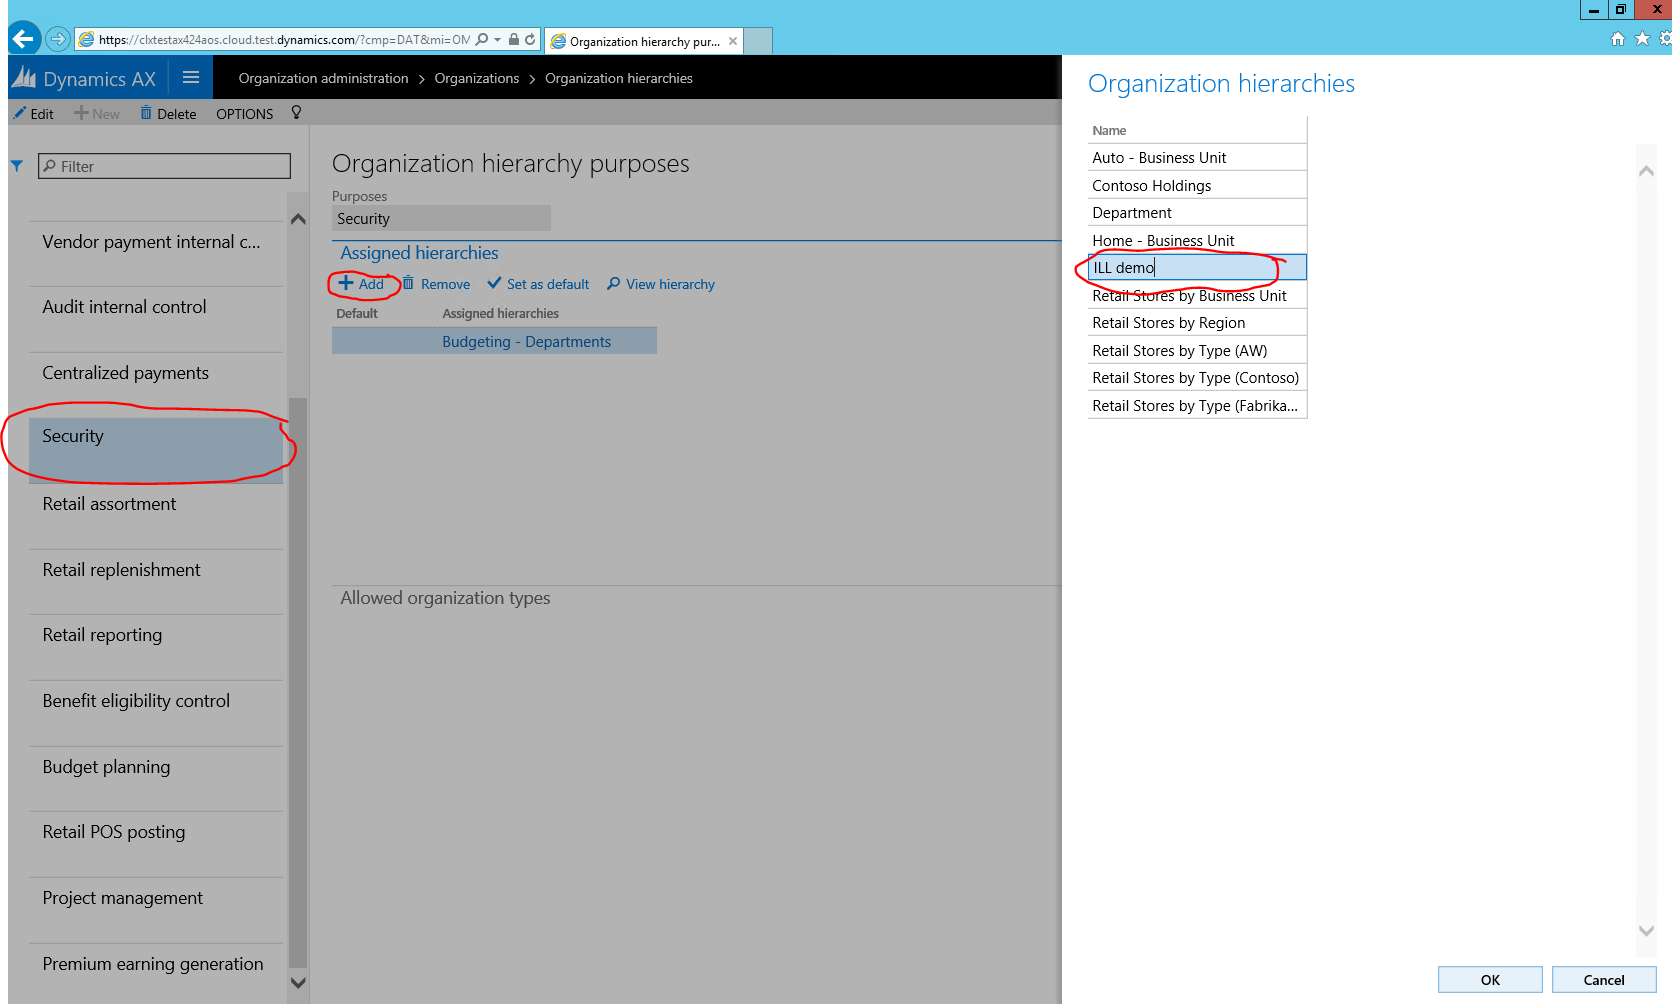 https://clxtestax424aos.cloud.test.dynamics.com/?cmp=DAT&mi=OM
Organization hierarchy pur...
Dynamics AX
Organization administration > Organizations > Organization hierarchies
Edit New Delete OPTIONS
Filter
Vendor payment internal c...
Audit internal control
Centralized payments
Security
Retail assortment
Retail replenishment
Retail reporting
Benefit eligibility control
Budget planning
Retail POS posting
Project management
Premium earning generation
Organization hierarchy purposes
Purposes
Security
Assigned hierarchies
Add Remove Set as default View hierarchy
Default Assigned hierarchies
Budgeting - Departments
Allowed organization types
Organization hierarchies
Name
Auto - Business Unit
Contoso Holdings
Department
Home - Business Unit
ILL demo
Retail Stores by Business Unit
Retail Stores by Region
Retail Stores by Type (AW)
Retail Stores by Type (Contoso)
Retail Stores by Type (Fabrika...
OK Cancel